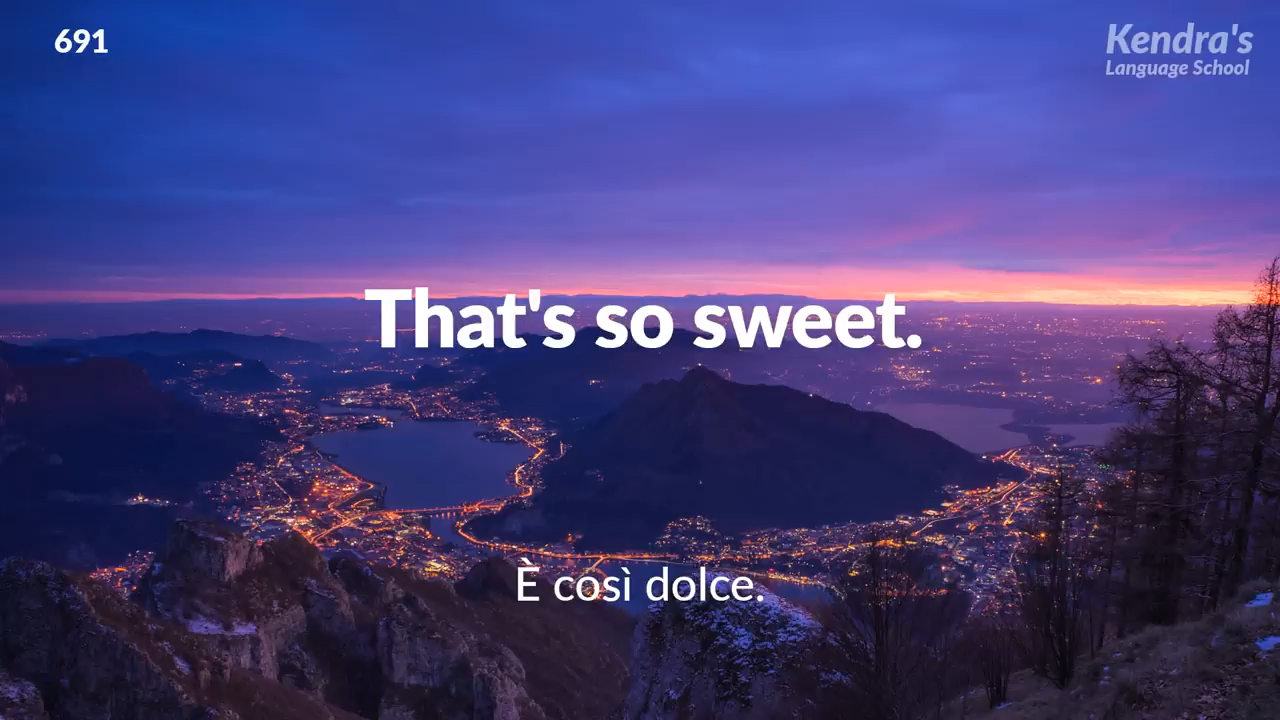 691
Kendra's
Language School
That's so sweet.
È così dolce.